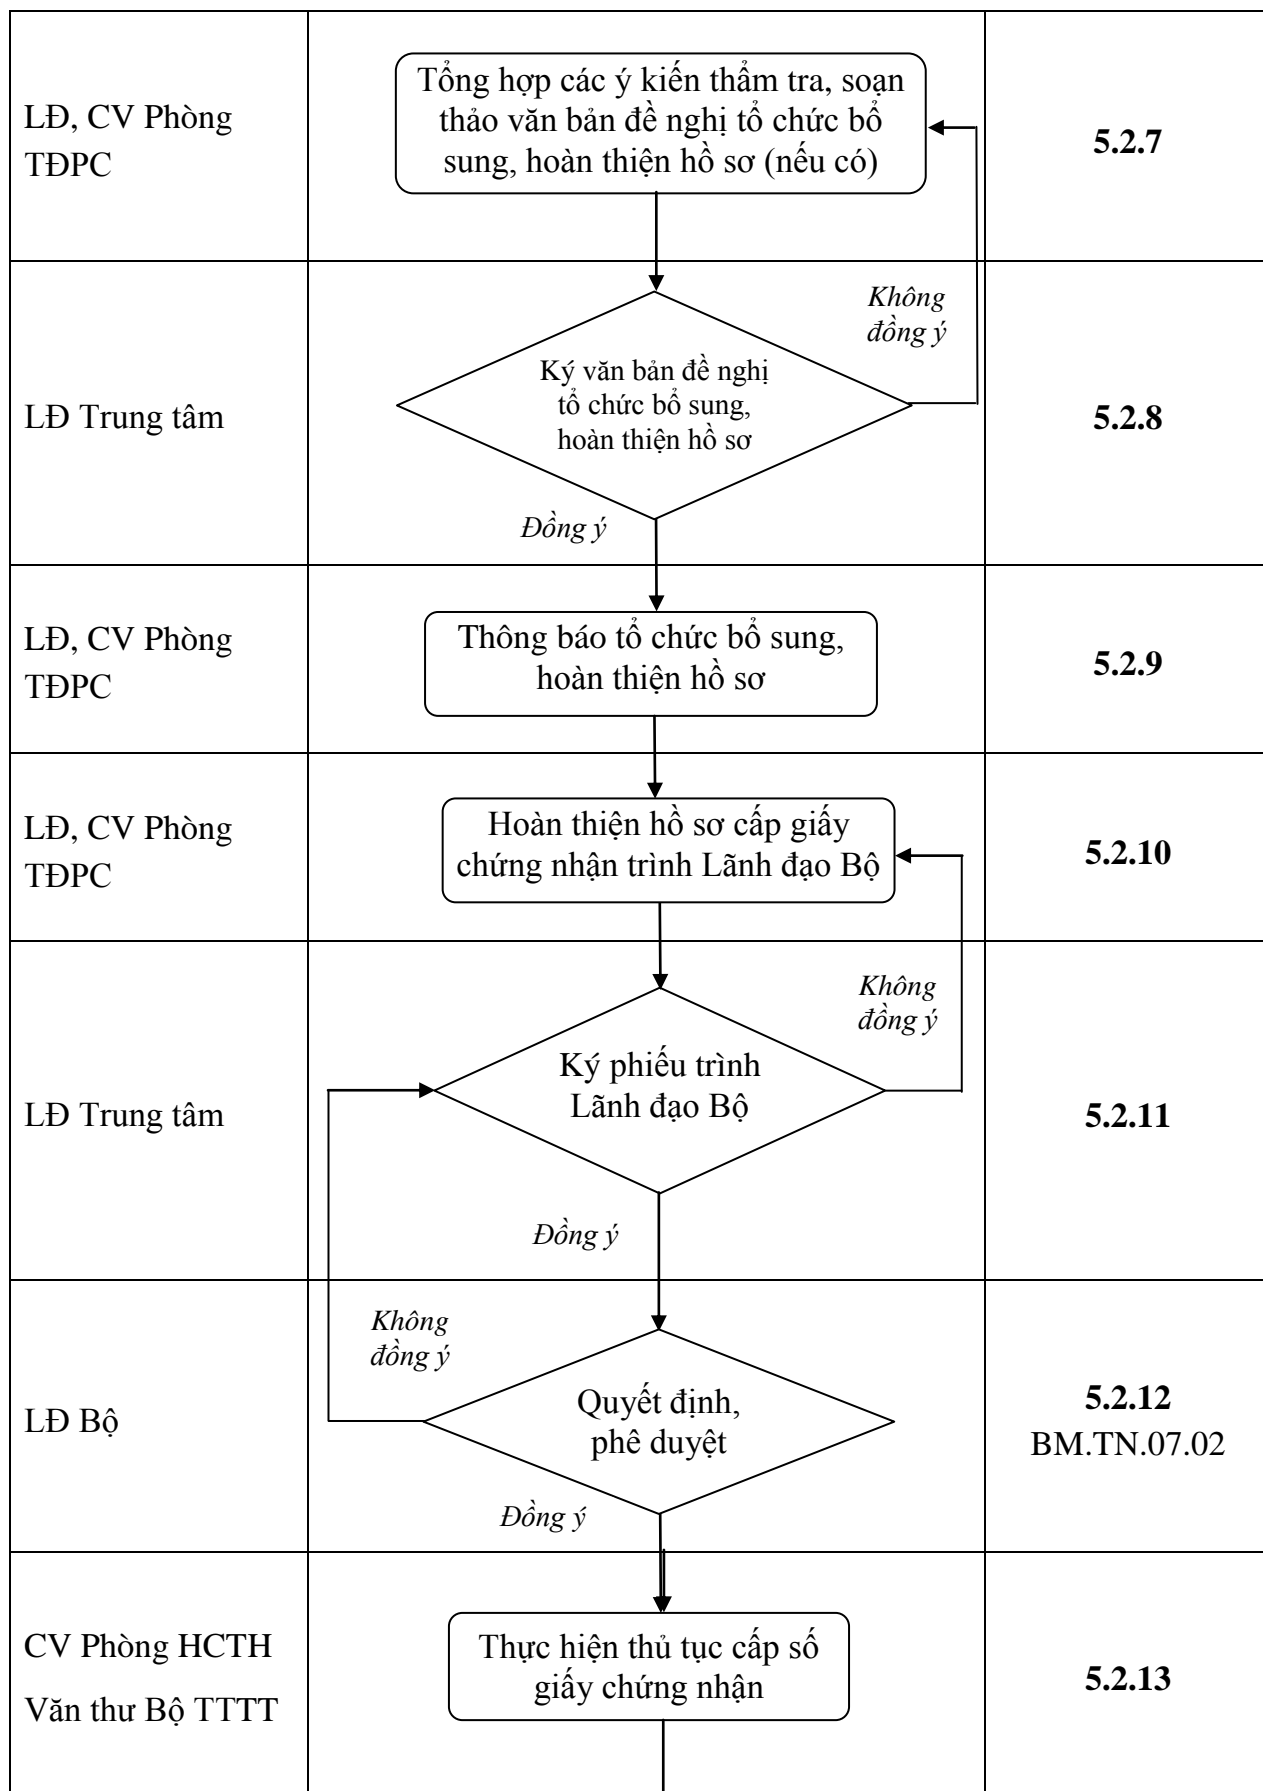 LĐ, CV Phòng
TĐPC
Tổng hợp các ý kiến thẩm tra, soạn
thảo văn bản đề nghị tổ chức bổ
sung, hoàn thiện hồ sơ (nếu có)
5.2.7
LĐ Trung tâm
Ký văn bản đề nghị
tổ chức bổ sung,
hoàn thiện hồ sơ
Không
đồng ý
Đồng ý
5.2.8
LĐ, CV Phòng
TĐPC
Thông báo tổ chức bổ sung,
hoàn thiện hồ sơ
5.2.9
LĐ, CV Phòng
TĐPC
Hoàn thiện hồ sơ cấp giấy
chứng nhận trình Lãnh đạo Bộ
5.2.10
LĐ Trung tâm
Ký phiếu trình
Lãnh đạo Bộ
Không
đồng ý
Đồng ý
5.2.11
LĐ Bộ
Không
đồng ý
Quyết định,
phê duyệt
Đồng ý
5.2.12
BM.TN.07.02
CV Phòng HCTH
Văn thư Bộ TTTT
Thực hiện thủ tục cấp số
giấy chứng nhận
5.2.13